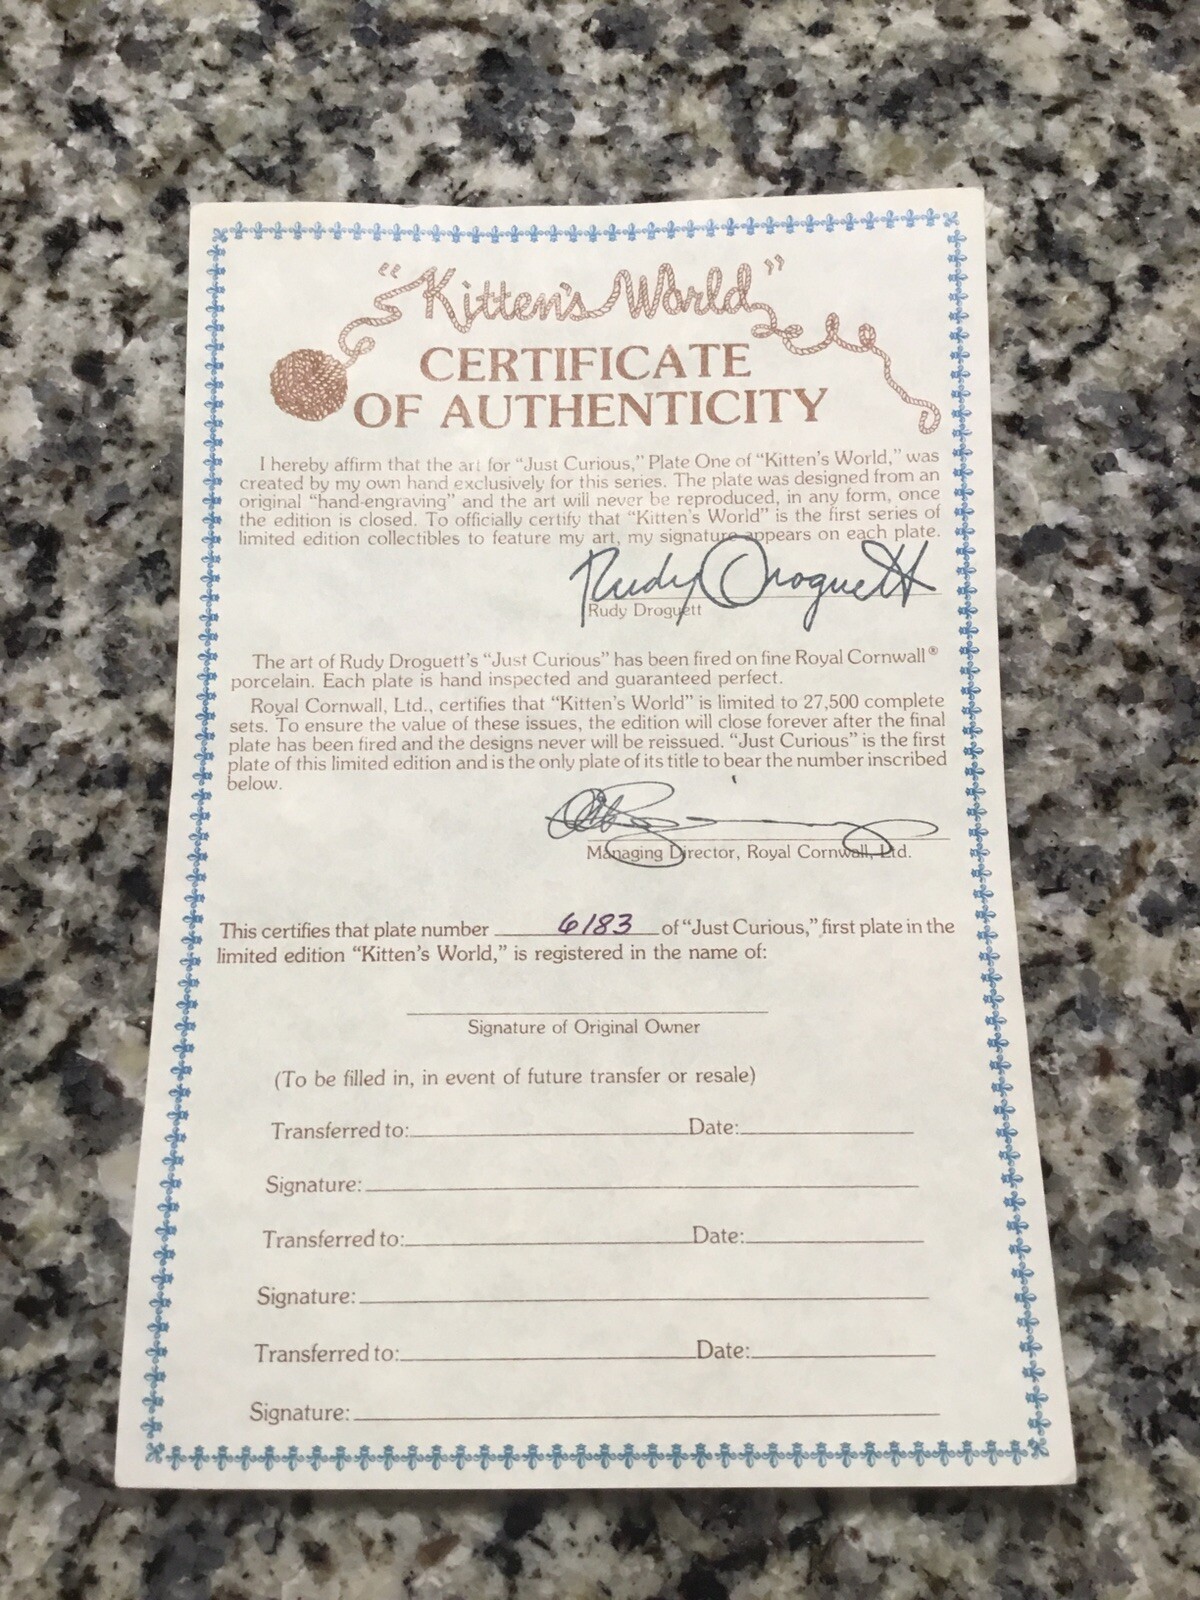 "Kitten's World"
CERTIFICATE
OF AUTHENTICITY
I hereby affirm that the art for "Just Curious," Plate One of "Kitten's World," was
created by my own hand exclusively for this series. The plate was designed from an
original "hand-engraving" and the art will never be reproduced, in any form, once
the edition is closed. To officially certify that "Kitten's World" is the first series of
limited edition collectibles to feature my art, my signature appears on each plate.
Rudy Droguett
Rudy Droguett
The art of Rudy Droguett's "Just Curious" has been fired on fine Royal Cornwall®
porcelain. Each plate is hand inspected and guaranteed perfect.
Royal Cornwall, Ltd., certifies that "Kitten's World" is limited to 27,500 complete
sets. To ensure the value of these issues, the edition will close forever after the final
plate has been fired and the designs never will be reissued. "Just Curious" is the first
plate of this limited edition and is the only plate of its title to bear the number inscribed
below.
Managing Director, Royal Cornwall, Ltd.
This certifies that plate number 6183 of "Just Curious," first plate in the
limited edition "Kitten's World," is registered in the name of:
Signature of Original Owner
(To be filled in, in event of future transfer or resale)
Transferred to: Date:
Signature:
Transferred to: Date:
Signature:
Transferred to: Date:
Signature: